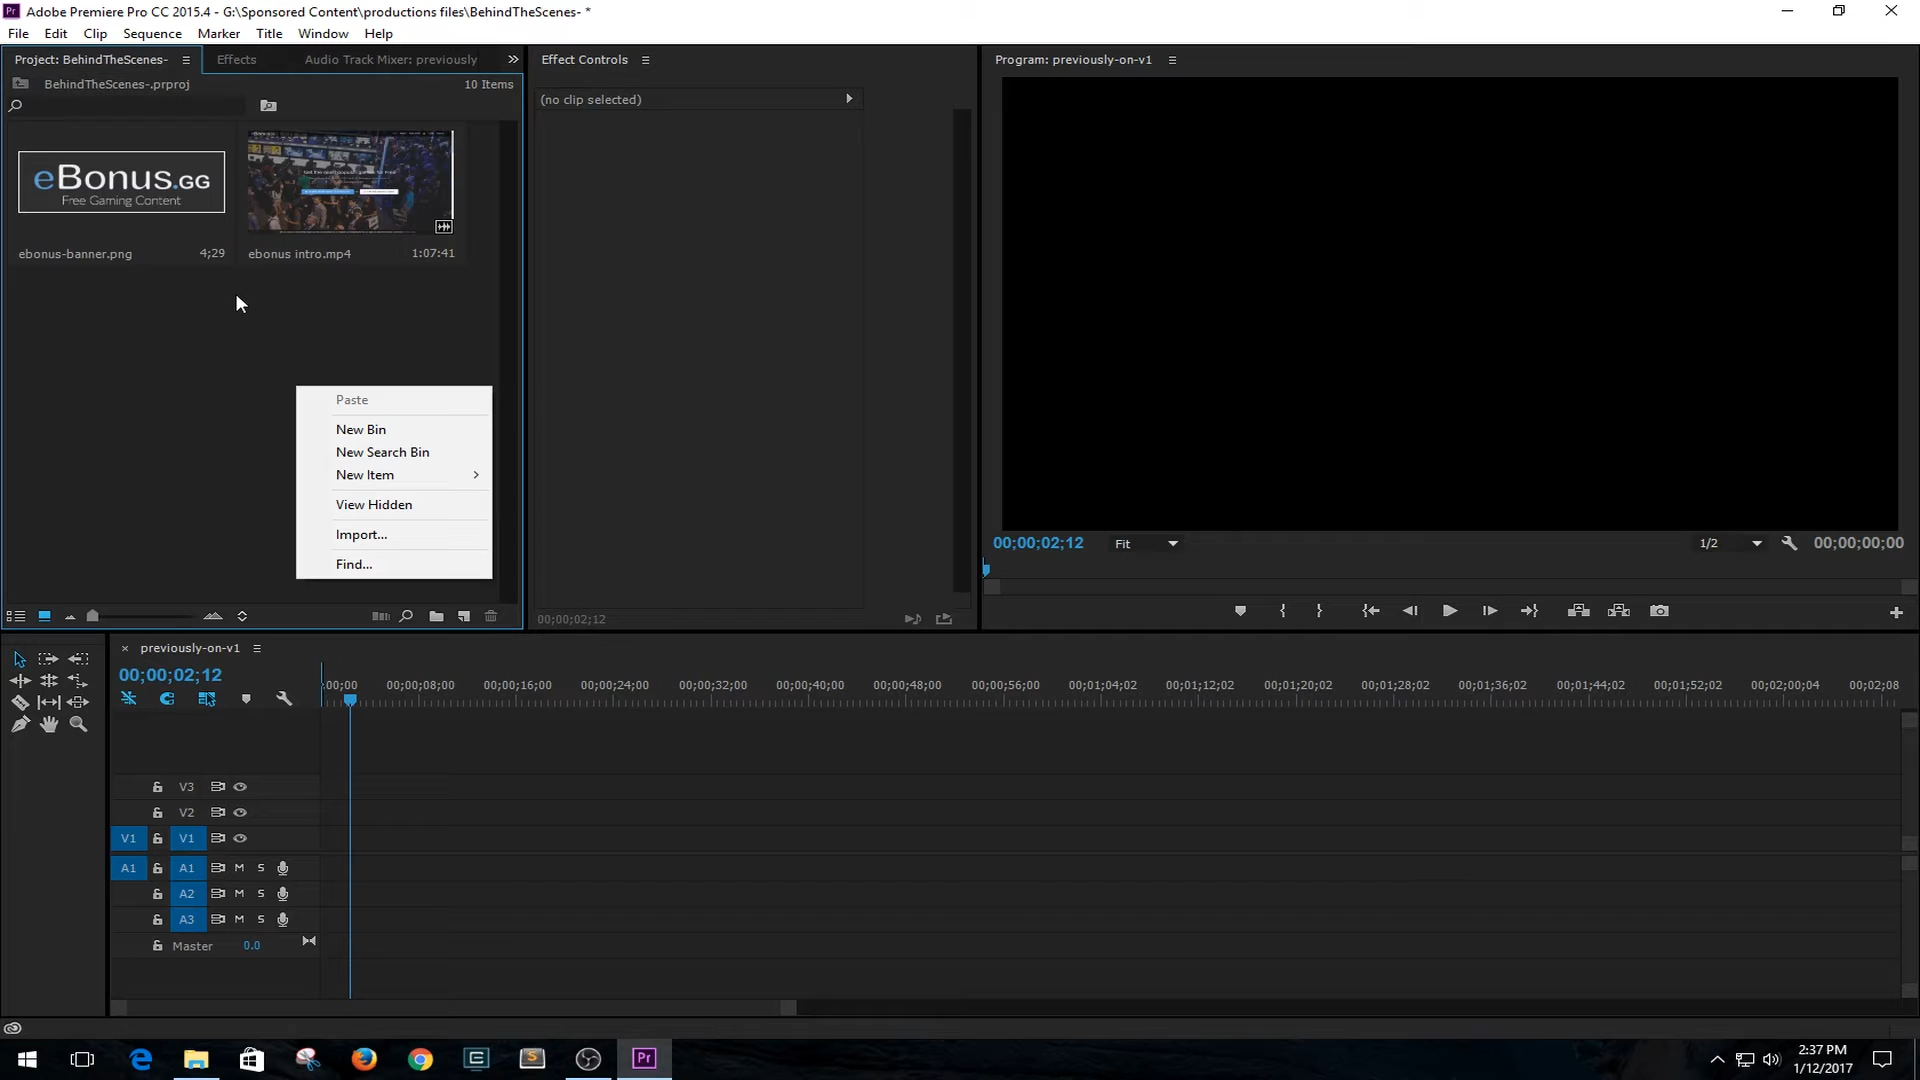 Pr Adobe Premiere Pro CC 2015.4 - G:\Sponsored Content\productions files\BehindTheScenes- *
File Edit Clip Sequence Marker Title Window Help
Project: BehindTheScenes- Effects Audio Track Mixer: previously
BehindTheScenes-.prproj 10 Items
eBonus.GG
Free Gaming Content
ebonus-banner.png 4;29
ebonus intro.mp4 1:07:41
Paste
New Bin
New Search Bin
New Item
View Hidden
Import...
Find...
Effect Controls
(no clip selected)
00;00;02;12
Program: previously-on-v1
00;00;02;12 Fit 1/2 00;00;00;00
previously-on-v1
00;00;02;12
:00;00 00;00;08;00 00;00;16;00 00;00;24;00 00;00;32;00 00;00;40;00 00;00;48;00 00;00;56;00 00;01;04;02 00;01;12;02 00;01;20;02 00;01;28;02 00;01;36;02 00;01;44;02 00;01;52;02 00;02;00;04 00;02;08
V3
V2
V1 V1
A1 A1 M S
A2 M S
A3 M S
Master 0.0
Pr
2:37 PM
1/12/2017